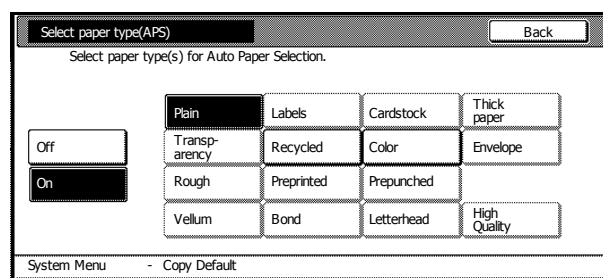 Select paper type(APS)
Back
Select paper type(s) for Auto Paper Selection.
Plain
Labels
Cardstock
Thick
paper
Off
Transp-
arency
Recycled
Color
Envelope
On
Rough
Preprinted
Prepunched
Vellum
Bond
Letterhead
High
Quality
System Menu - Copy Default